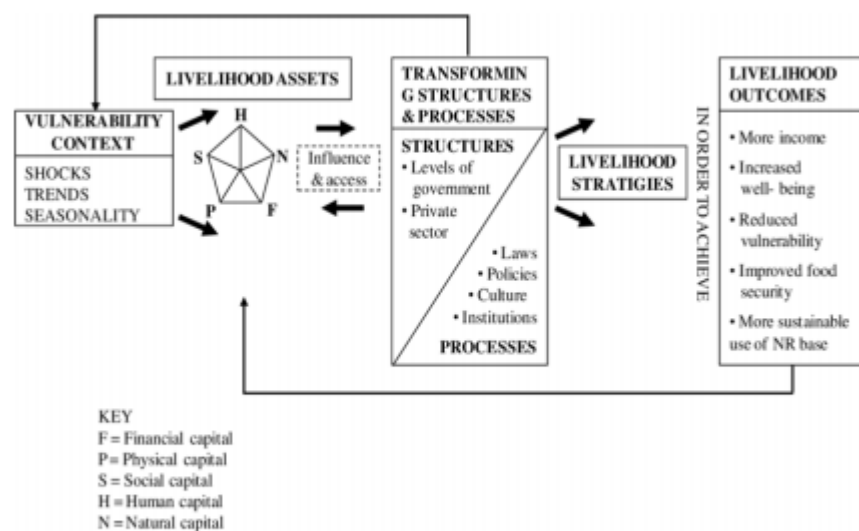 LIVELIHOOD ASSETS
VULNERABILITY
CONTEXT
SHOCKS
TRENDS
SEASONALITY
H
S
N
P
F
Influence
& access
TRANSFORMIN
G STRUCTURES
& PROCESSES
STRUCTURES
• Levels of
government
• Private
sector
• Laws
• Policies
• Culture
• Institutions
PROCESSES
LIVELIHOOD
STRATIGIES
IN ORDER TO ACHIEVE
LIVELIHOOD
OUTCOMES
• More income
• Increased
well- being
• Reduced
vulnerability
• Improved food
security
• More sustainable
use of NR base
KEY
F = Financial capital
P = Physical capital
S = Social capital
H = Human capital
N = Natural capital